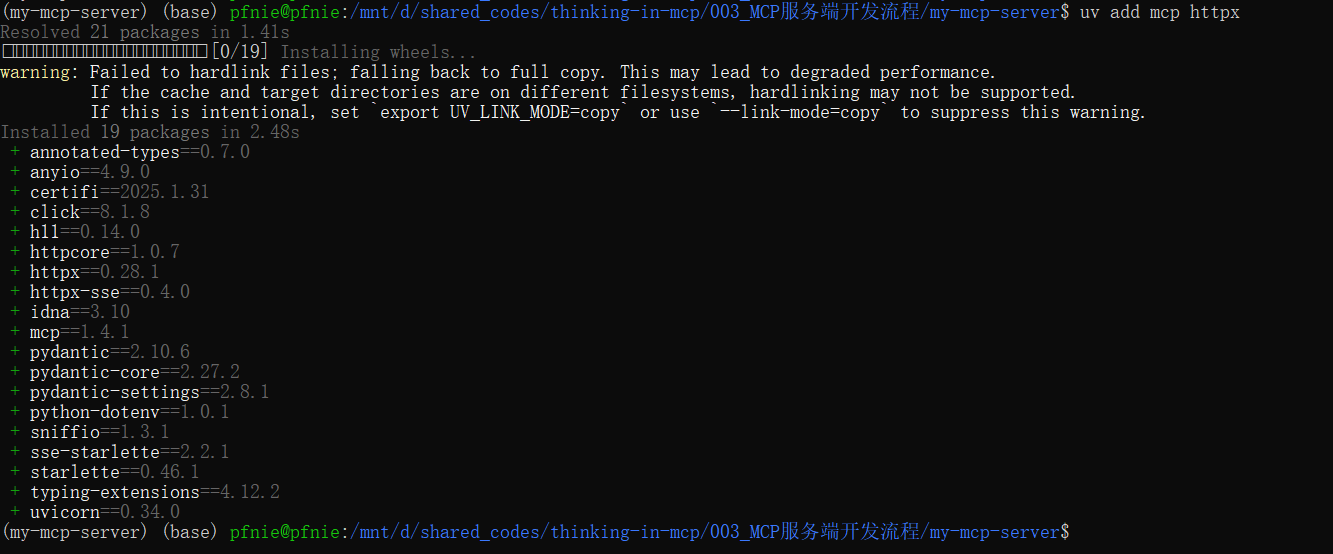 (my-mcp-server) (base) pfnie@pfnie:/mnt/d/shared_codes/thinking-in-mcp/003_MCP服务端开发流程/my-mcp-server$ uv add mcp httpx
Resolved 21 packages in 1.41s
□□□□□□□□□□□□□□□□□□□□[0/19] Installing wheels...
warning: Failed to hardlink files; falling back to full copy. This may lead to degraded performance.
         If the cache and target directories are on different filesystems, hardlinking may not be supported.
         If this is intentional, set `export UV_LINK_MODE=copy` or use `--link-mode=copy` to suppress this warning.
Installed 19 packages in 2.48s
 + annotated-types==0.7.0
 + anyio==4.9.0
 + certifi==2025.1.31
 + click==8.1.8
 + h11==0.14.0
 + httpcore==1.0.7
 + httpx==0.28.1
 + httpx-sse==0.4.0
 + idna==3.10
 + mcp==1.4.1
 + pydantic==2.10.6
 + pydantic-core==2.27.2
 + pydantic-settings==2.8.1
 + python-dotenv==1.0.1
 + sniffio==1.3.1
 + sse-starlette==2.2.1
 + starlette==0.46.1
 + typing-extensions==4.12.2
 + uvicorn==0.34.0
(my-mcp-server) (base) pfnie@pfnie:/mnt/d/shared_codes/thinking-in-mcp/003_MCP服务端开发流程/my-mcp-server$